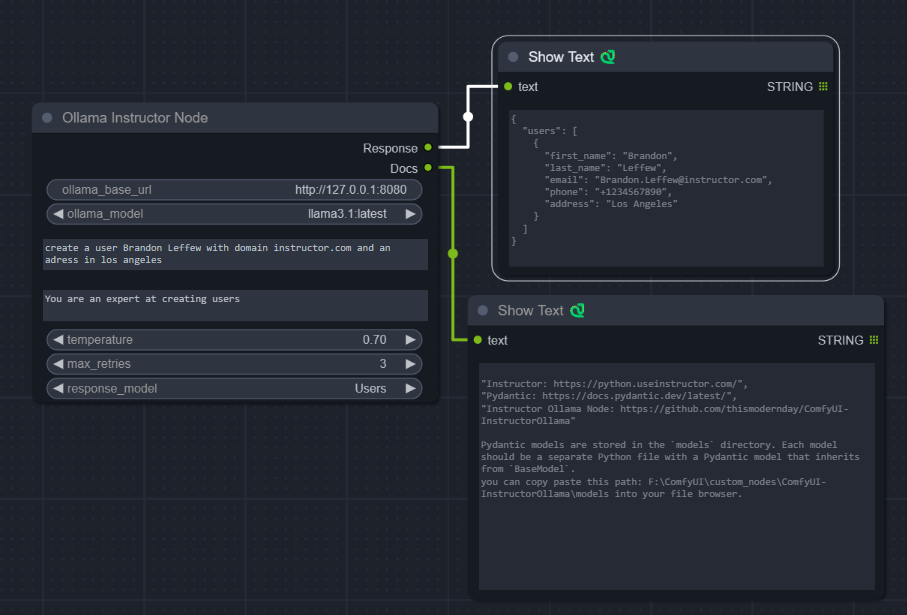 Ollama Instructor Node
Response
Docs
ollama_base_url http://127.0.0.1:8080
ollama_model llama3.1:latest
create a user Brandon Leffew with domain instructor.com and an
adress in los angeles
You are an expert at creating users
temperature 0.70
max_retries 3
response_model Users
Show Text
text STRING
{
"users": [
{
"first_name": "Brandon",
"last_name": "Leffew",
"email": "Brandon.Leffew@instructor.com",
"phone": "+1234567890",
"address": "Los Angeles"
}
]
}
Show Text
text STRING
"Instructor: https://python.useinstructor.com/",
"Pydantic: https://docs.pydantic.dev/latest/",
"Instructor Ollama Node: https://github.com/thismodernday/ComfyUI-
InstructorOllama"
Pydantic models are stored in the `models` directory. Each model
should be a separate Python file with a Pydantic model that inherits
from `BaseModel`.
you can copy paste this path: F:\ComfyUI\custom_nodes\ComfyUI-
InstructorOllama\models into your file browser.